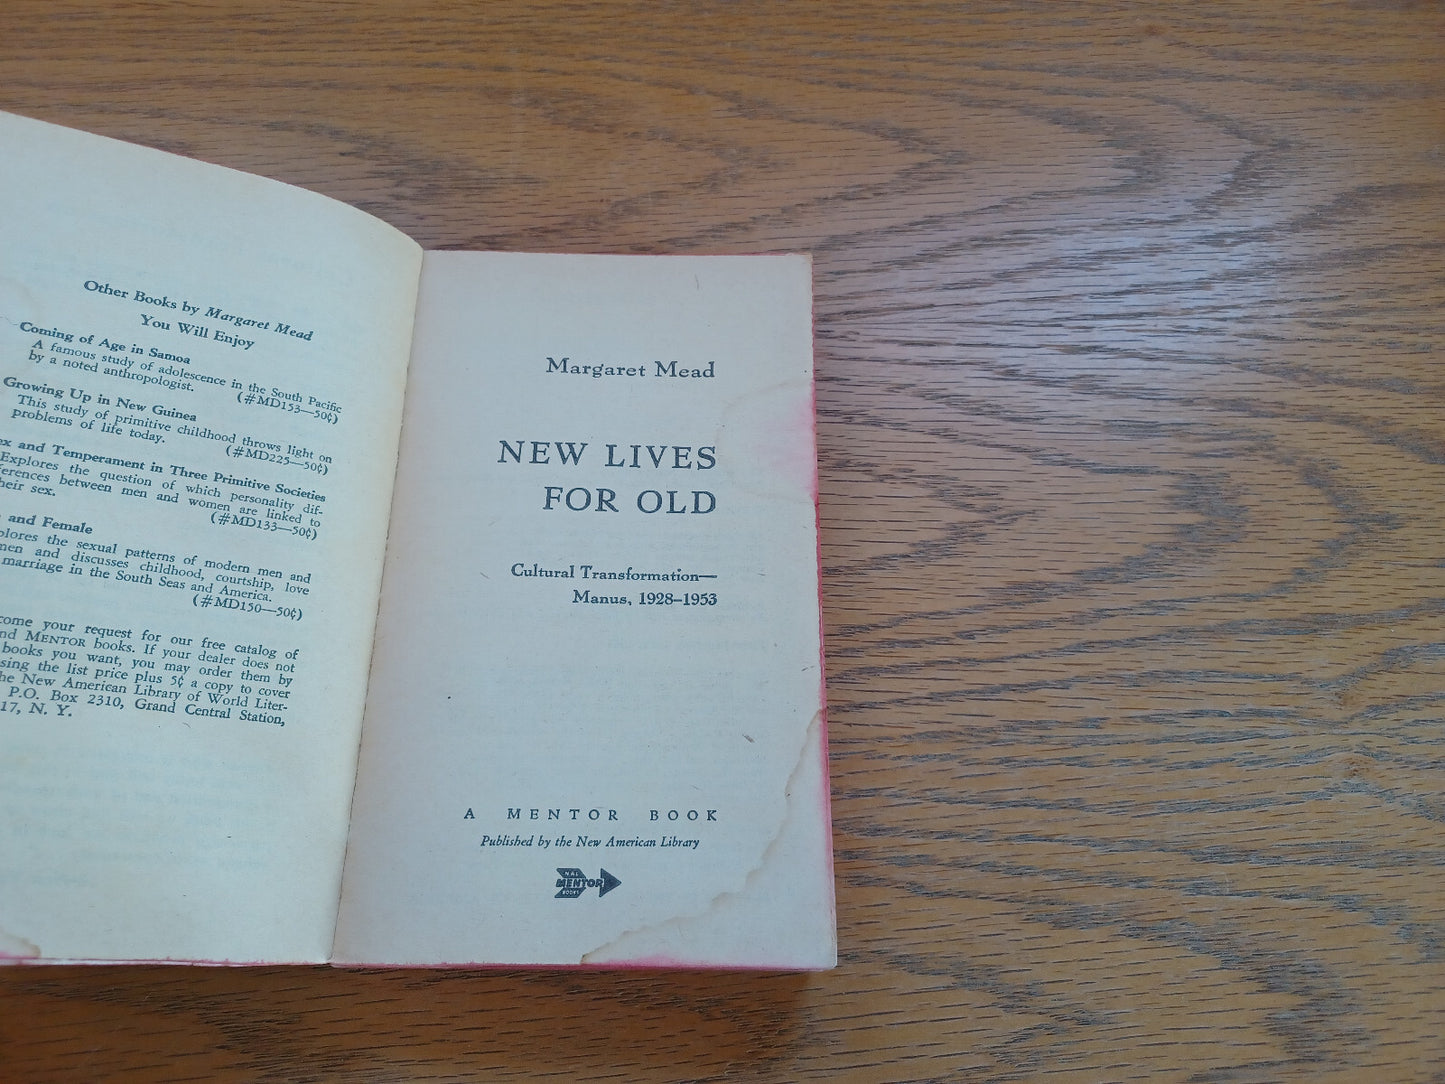 Other Books by Margaret Mead
You Will Enjoy
Coming of Age in Samoa
A famous study of adolescence in the South Pacific
by a noted anthropologist. (#MD153—50¢)
Growing Up in New Guinea
This study of primitive childhood throws light on
problems of life today. (#MD225—50¢)
and Temperament in Three Primitive Societies
Explores the question of which personality dif-
ferences between men and women are linked to
their sex. (#MD133—50¢)
and Female
plores the sexual patterns of modern men and
men and discusses childhood, courtship, love
marriage in the South Seas and America.
(#MD150—50¢)
come your request for our free catalog of
nd MENTOR books. If your dealer does not
books you want, you may order them by
sing the list price plus 5¢ a copy to cover
he New American Library of World Liter-
P.O. Box 2310, Grand Central Station,
17, N. Y.
Margaret Mead
NEW LIVES
FOR OLD
Cultural Transformation—
Manus, 1928–1953
A MENTOR BOOK
Published by the New American Library
NAL
MENTOR
BOOKS